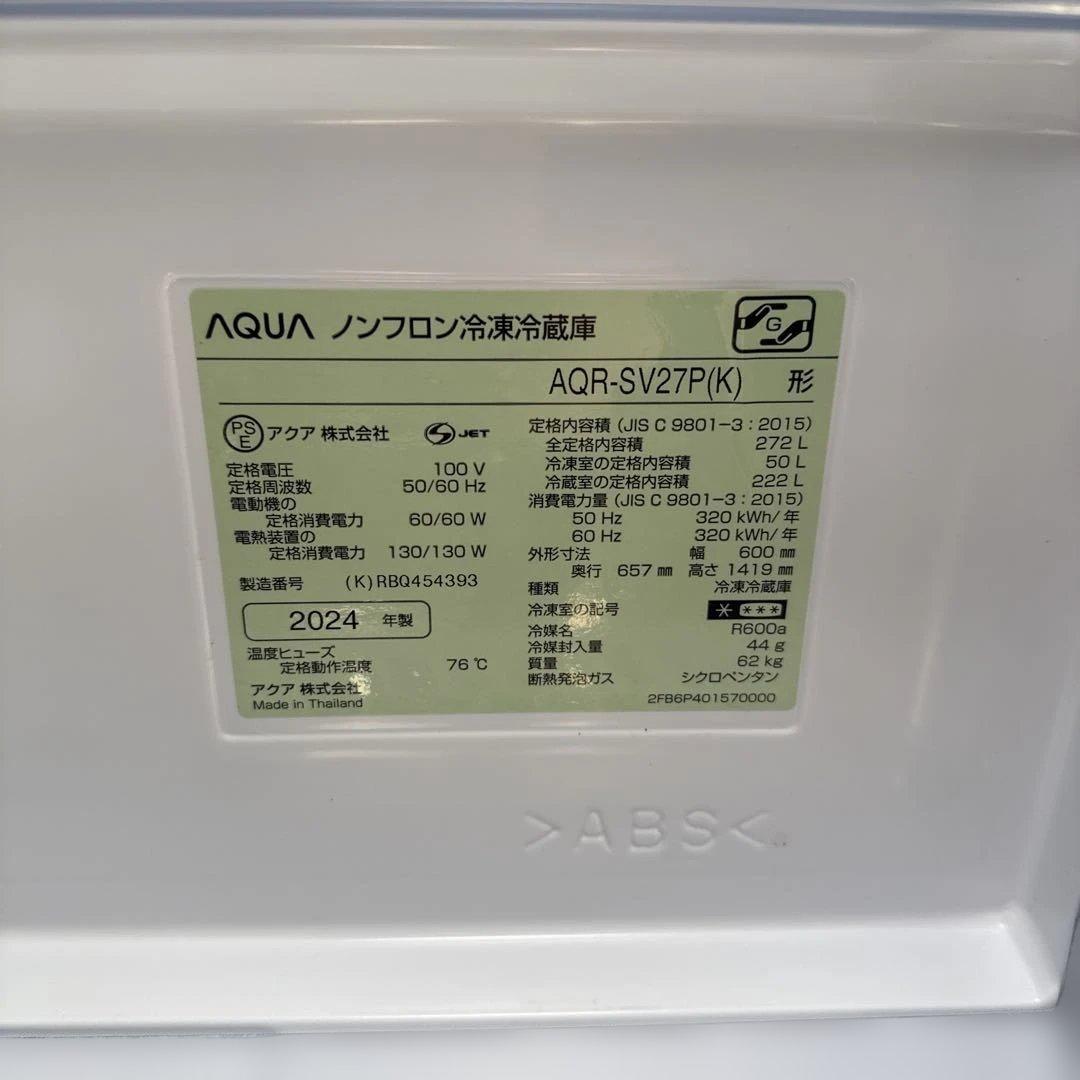 AQUA ノンフロン冷凍冷蔵庫
G
AQR-SV27P(K) 形
PS E アクア 株式会社 S JET
定格電圧 100 V
定格周波数 50/60 Hz
電動機の
定格消費電力 60/60 W
電熱装置の
定格消費電力 130/130 W
製造番号 (K)RBQ454393
2024 年製
温度ヒューズ
定格動作温度 76 ℃
アクア 株式会社
Made in Thailand
定格内容積 (JIS C 9801-3 : 2015)
全定格内容積 272 L
冷凍室の定格内容積 50 L
冷蔵室の定格内容積 222 L
消費電力量 (JIS C 9801-3 : 2015)
50 Hz 320 kWh/年
60 Hz 320 kWh/年
外形寸法 幅 600 mm
奥行 657 mm 高さ 1419 mm
種類 冷凍冷蔵庫
冷凍室の記号 * ***
冷媒名 R600a
冷媒封入量 44 g
質量 62 kg
断熱発泡ガス シクロペンタン
2FB6P401570000
>ABS<